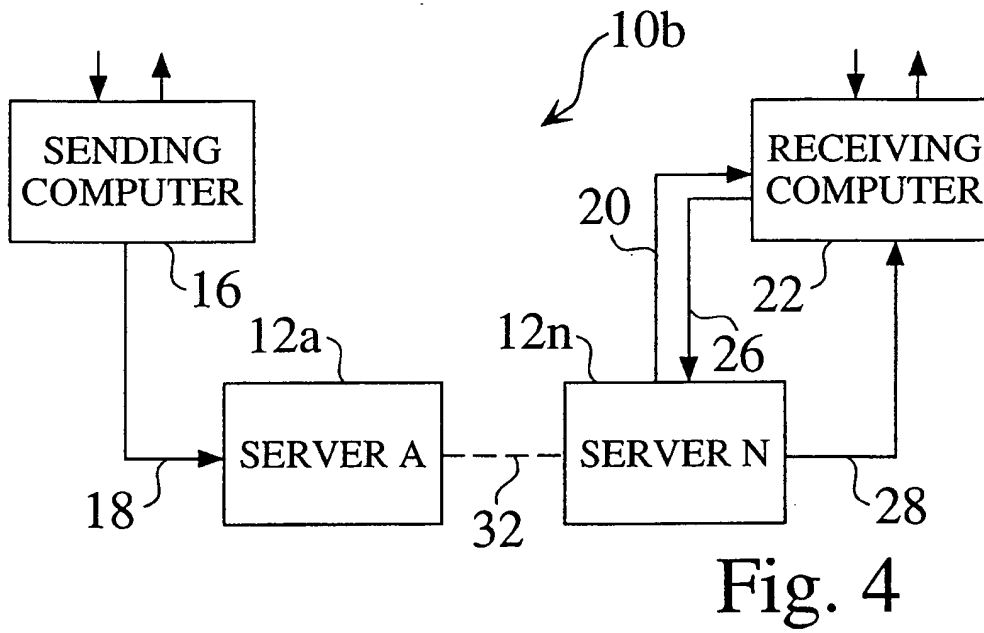 10b
SENDING
COMPUTER
RECEIVING
COMPUTER
20
16
22
12a
12n
26
SERVER A
SERVER N
18
32
28
Fig. 4